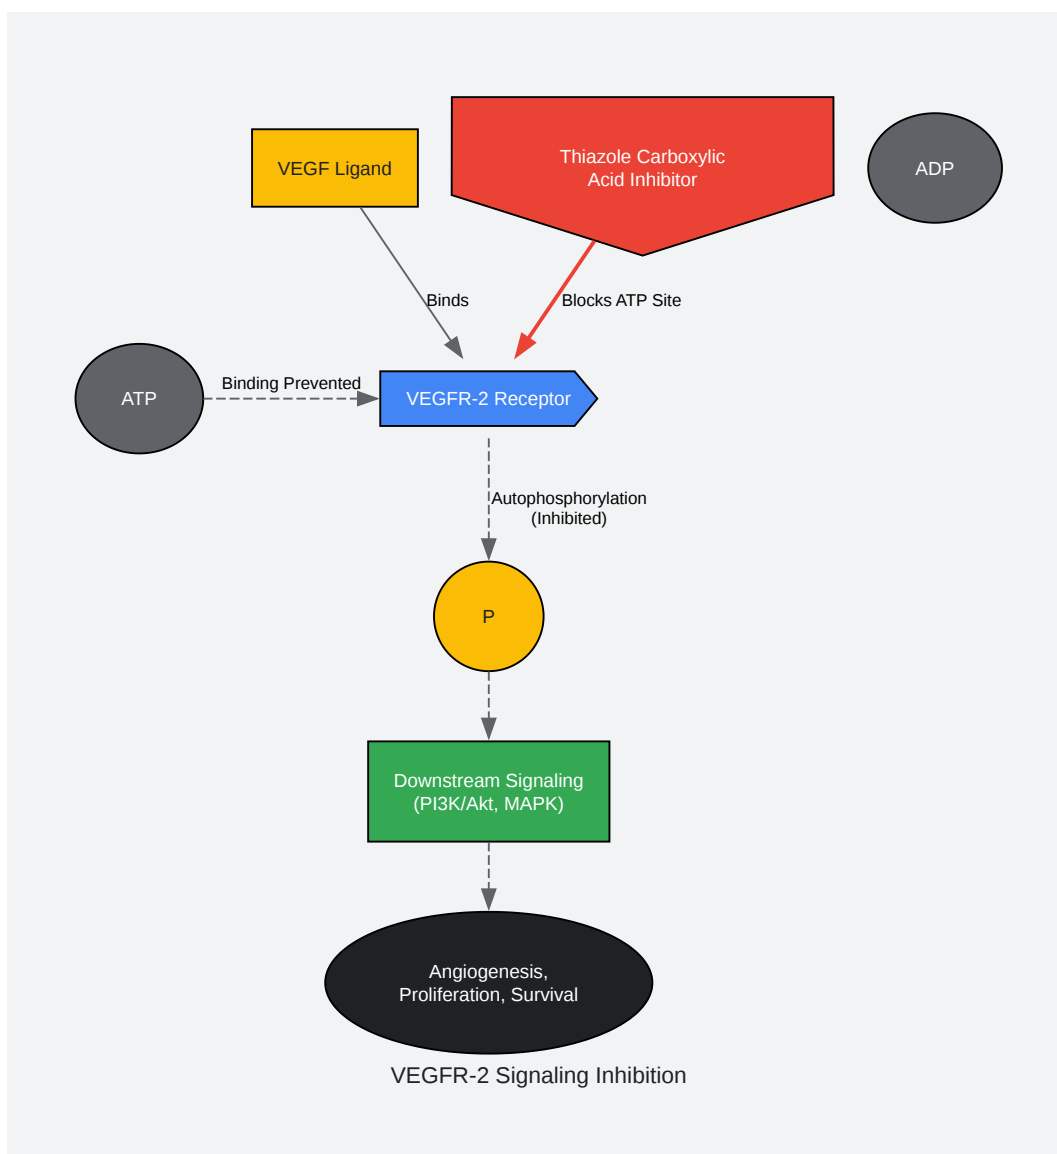 VEGF Ligand
Thiazole Carboxylic
Acid Inhibitor
ADP
Binds
Blocks ATP Site
ATP
Binding Prevented
VEGFR-2 Receptor
Autophosphorylation
(Inhibited)
P
Downstream Signaling
(PI3K/Akt, MAPK)
Angiogenesis,
Proliferation, Survival
VEGFR-2 Signaling Inhibition